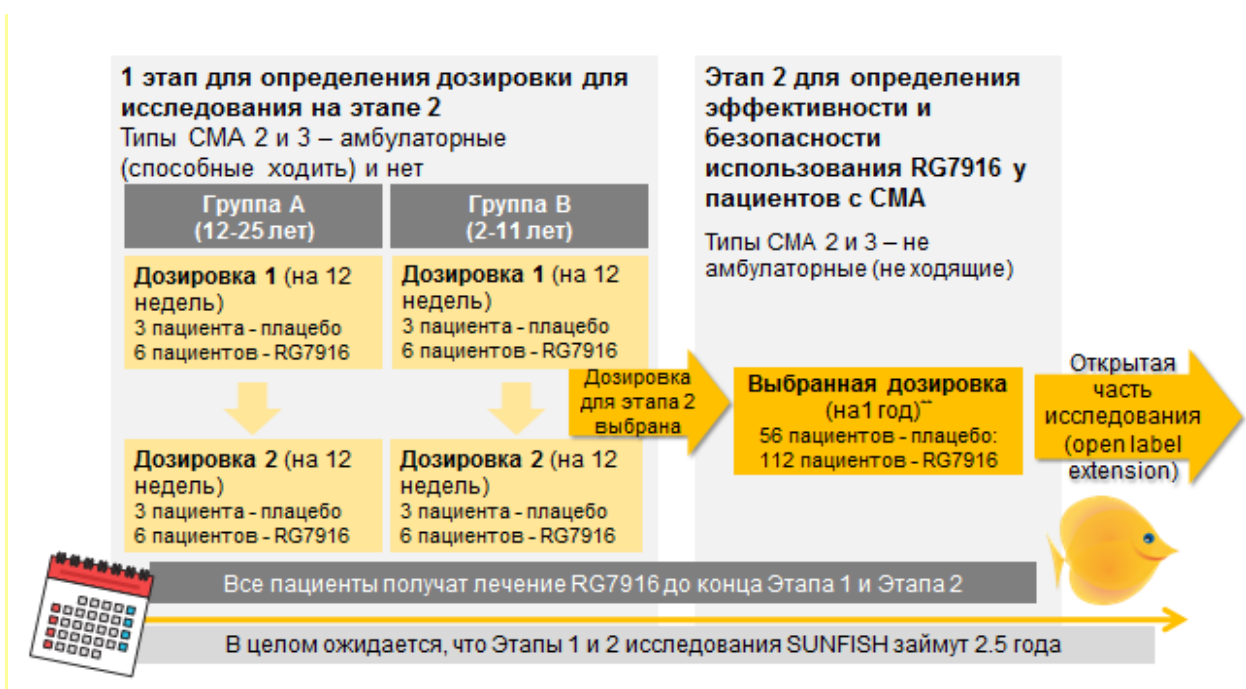 1 этап для определения дозировки для
исследования на этапе 2
Типы СМА 2 и 3 – амбулаторные
(способные ходить) и нет
Группа А
(12-25 лет)
Дозировка 1 (на 12
недель)
3 пациента - плацебо
6 пациентов - RG7916
Дозировка 2 (на 12
недель)
3 пациента - плацебо
6 пациентов - RG7916
Группа В
(2-11 лет)
Дозировка 1 (на 12
недель)
3 пациента - плацебо
6 пациентов - RG7916
Дозировка 2 (на 12
недель)
3 пациента - плацебо
6 пациентов - RG7916
Дозировка
для этапа 2
выбрана
Этап 2 для определения
эффективности и
безопасности
использования RG7916 у
пациентов с СМА
Типы СМА 2 и 3 – не
амбулаторные (не ходящие)
Выбранная дозировка
(на1 год)**
56 пациентов - плацебо:
112 пациентов - RG7916
Открытая
часть
исследования
(open label
extension)
Все пациенты получат лечение RG7916 до конца Этапа 1 и Этапа 2
В целом ожидается, что Этапы 1 и 2 исследования SUNFISH займут 2.5 года